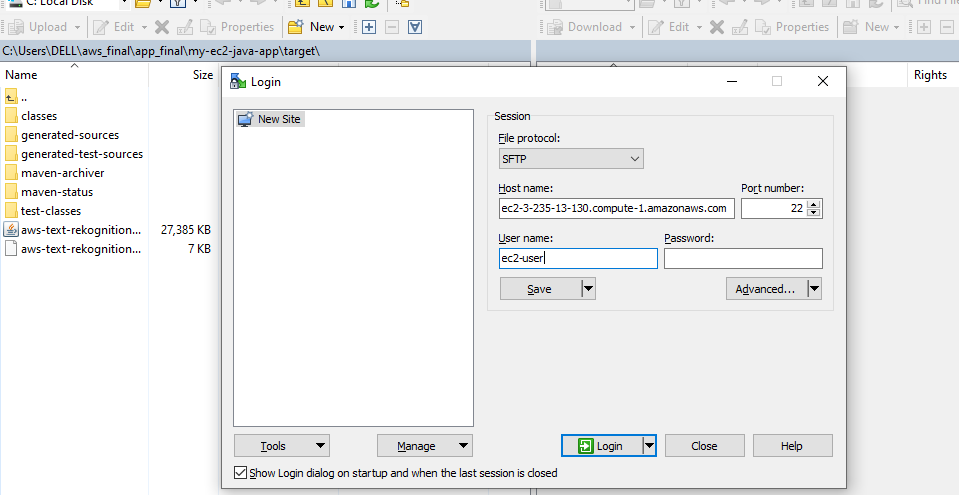 C: Local Disk
Find Files
Upload Edit Properties New Download Edit Properties New
C:\Users\DELL\aws_final\app_final\my-ec2-java-app\target\
Name Size Rights
..
classes
generated-sources
generated-test-sources
maven-archiver
maven-status
test-classes
aws-text-rekognition... 27,385 KB
aws-text-rekognition... 7 KB
Login
New Site
Session
File protocol:
SFTP
Host name: Port number:
ec2-3-235-13-130.compute-1.amazonaws.com 22
User name: Password:
ec2-user
Save Advanced...
Tools Manage Login Close Help
Show Login dialog on startup and when the last session is closed